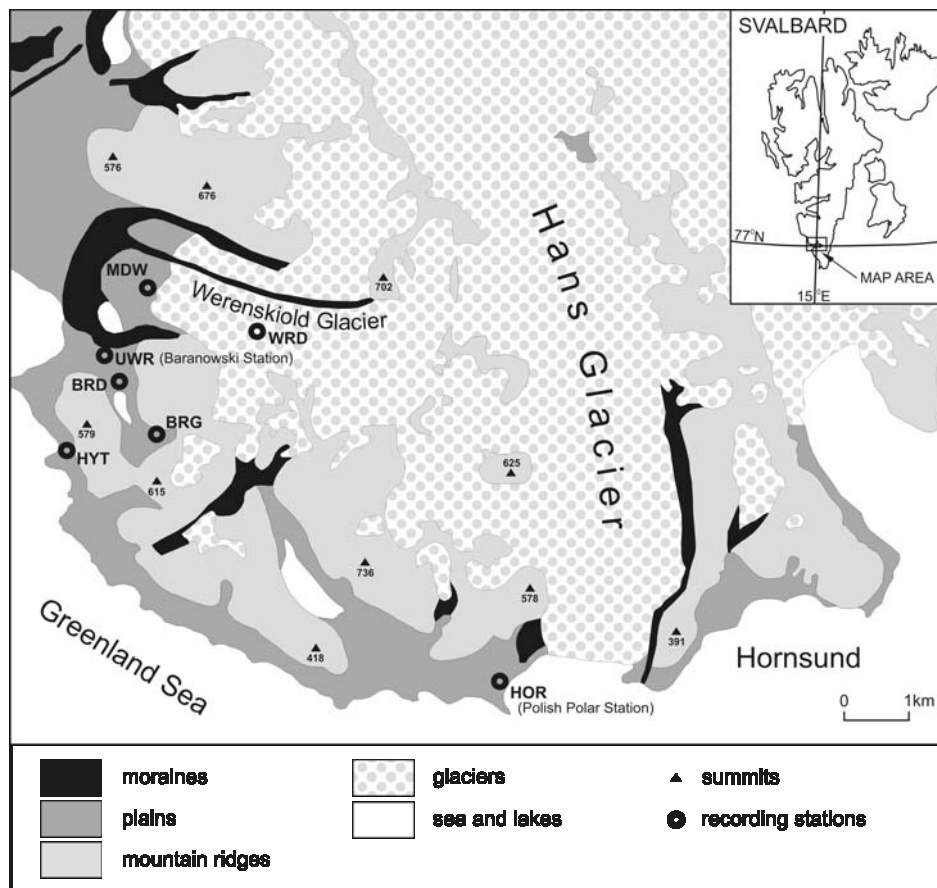 SVALBARD
77°N
15°E
MAP AREA
576
676
MDW
702
Werenskiold Glacier
WRD
UWR (Baranowski Station)
BRD
579
BRG
HYT
615
625
Hans Glacier
736
578
418
391
Greenland Sea
Hornsund
HOR
(Polish Polar Station)
0 1km
moraines
glaciers
summits
plains
sea and lakes
recording stations
mountain ridges